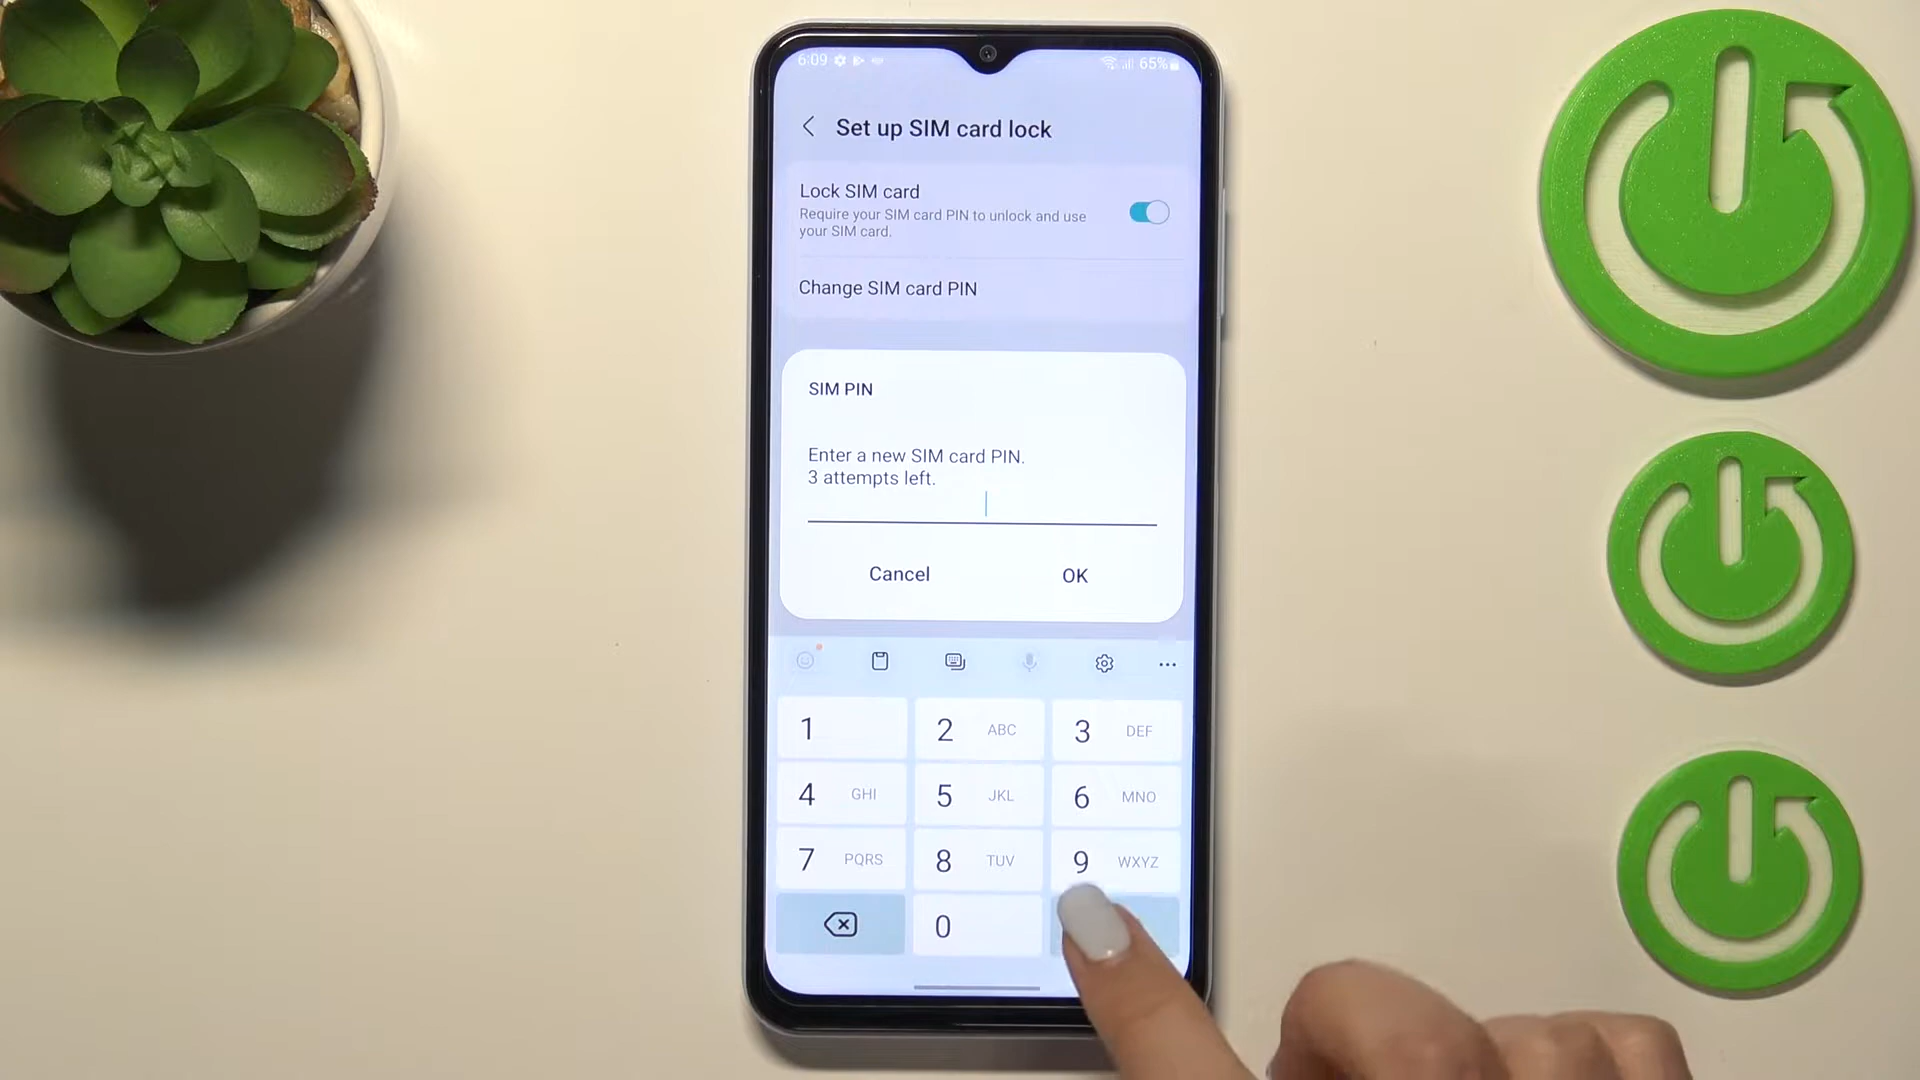 6:09 65%
Set up SIM card lock
Lock SIM card
Require your SIM card PIN to unlock and use
your SIM card.
Change SIM card PIN
SIM PIN
Enter a new SIM card PIN.
3 attempts left.
Cancel OK
1 2 ABC 3 DEF
4 GHI 5 JKL 6 MNO
7 PQRS 8 TUV 9 WXYZ
0